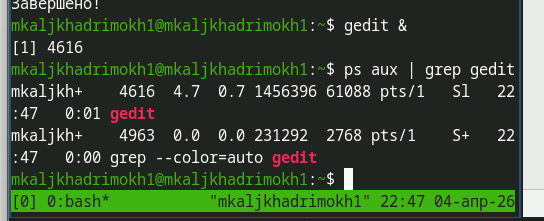 Завершено!
mkaljkhadrimokh1@mkaljkhadrimokh1:~$ gedit &
[1] 4616
mkaljkhadrimokh1@mkaljkhadrimokh1:~$ ps aux | grep gedit
mkaljkh+    4616  4.7  0.7 1456396 61088 pts/1   Sl   22
:47   0:01 gedit
mkaljkh+    4963  0.0  0.0 231292  2768 pts/1    S+   22
:47   0:00 grep --color=auto gedit
mkaljkhadrimokh1@mkaljkhadrimokh1:~$
[0] 0:bash*          "mkaljkhadrimokh1" 22:47 04-апр-26